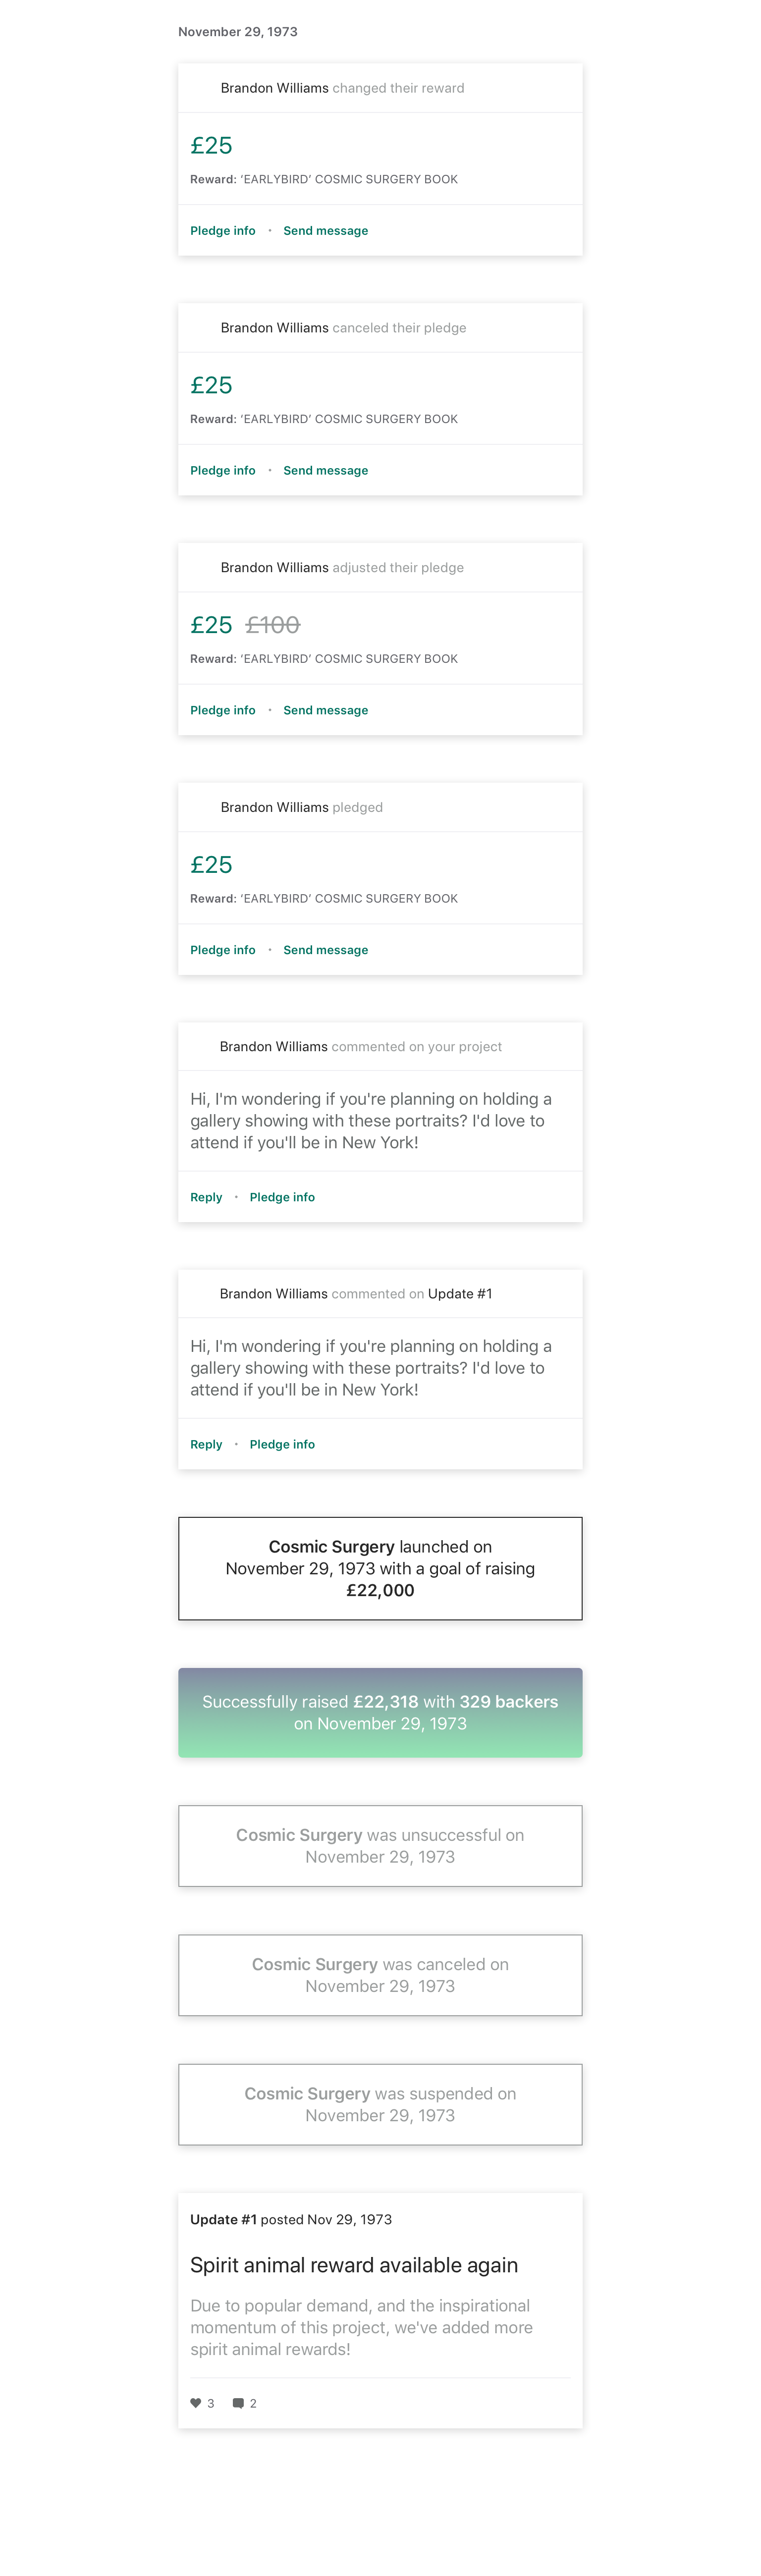 November 29, 1973
Brandon Williams changed their reward
£25
Reward: ‘EARLYBIRD’ COSMIC SURGERY BOOK
Pledge info • Send message
Brandon Williams canceled their pledge
£25
Reward: ‘EARLYBIRD’ COSMIC SURGERY BOOK
Pledge info • Send message
Brandon Williams adjusted their pledge
£25 £100
Reward: ‘EARLYBIRD’ COSMIC SURGERY BOOK
Pledge info • Send message
Brandon Williams pledged
£25
Reward: ‘EARLYBIRD’ COSMIC SURGERY BOOK
Pledge info • Send message
Brandon Williams commented on your project
Hi, I'm wondering if you're planning on holding a
gallery showing with these portraits? I'd love to
attend if you'll be in New York!
Reply • Pledge info
Brandon Williams commented on Update #1
Hi, I'm wondering if you're planning on holding a
gallery showing with these portraits? I'd love to
attend if you'll be in New York!
Reply • Pledge info
Cosmic Surgery launched on
November 29, 1973 with a goal of raising
£22,000
Successfully raised £22,318 with 329 backers
on November 29, 1973
Cosmic Surgery was unsuccessful on
November 29, 1973
Cosmic Surgery was canceled on
November 29, 1973
Cosmic Surgery was suspended on
November 29, 1973
Update #1 posted Nov 29, 1973
Spirit animal reward available again
Due to popular demand, and the inspirational
momentum of this project, we've added more
spirit animal rewards!
3 2